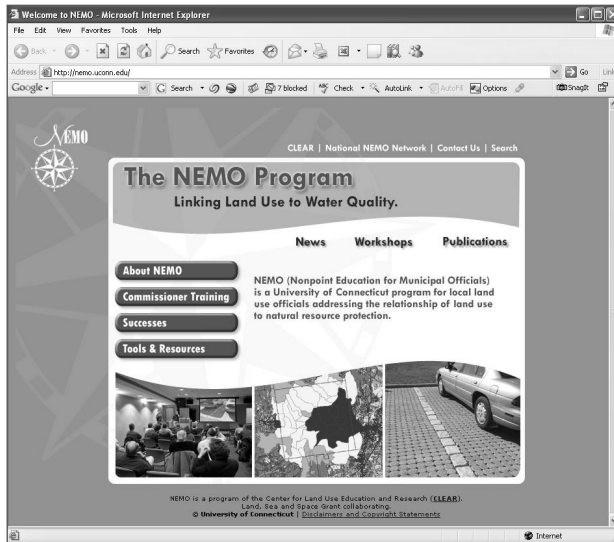 Welcome to NEMO - Microsoft Internet Explorer
File Edit View Favorites Tools Help
Back Search Favorites
Address http://nemo.uconn.edu/ Go Link
Google Search 7 blocked Check AutoLink AutoFill Options SnagIt
NEMO
CLEAR | National NEMO Network | Contact Us | Search
The NEMO Program
Linking Land Use to Water Quality.
News Workshops Publications
About NEMO
Commissioner Training
Successes
Tools & Resources
NEMO (Nonpoint Education for Municipal Officials)
is a University of Connecticut program for local land
use officials addressing the relationship of land use
to natural resource protection.
NEMO is a program of the Center for Land Use Education and Research (CLEAR).
Land, Sea and Space Grant collaborating.
© University of Connecticut | Disclaimers and Copyright Statements
Internet